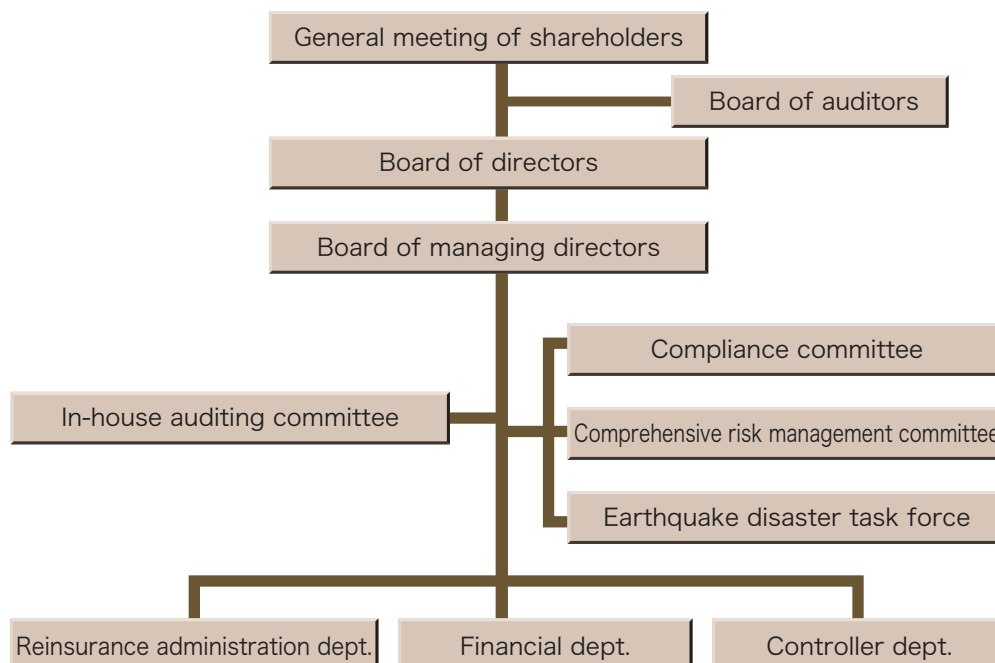 General meeting of shareholders
Board of auditors
Board of directors
Board of managing directors
Compliance committee
In-house auditing committee
Comprehensive risk management committee
Earthquake disaster task force
Reinsurance administration dept.
Financial dept.
Controller dept.